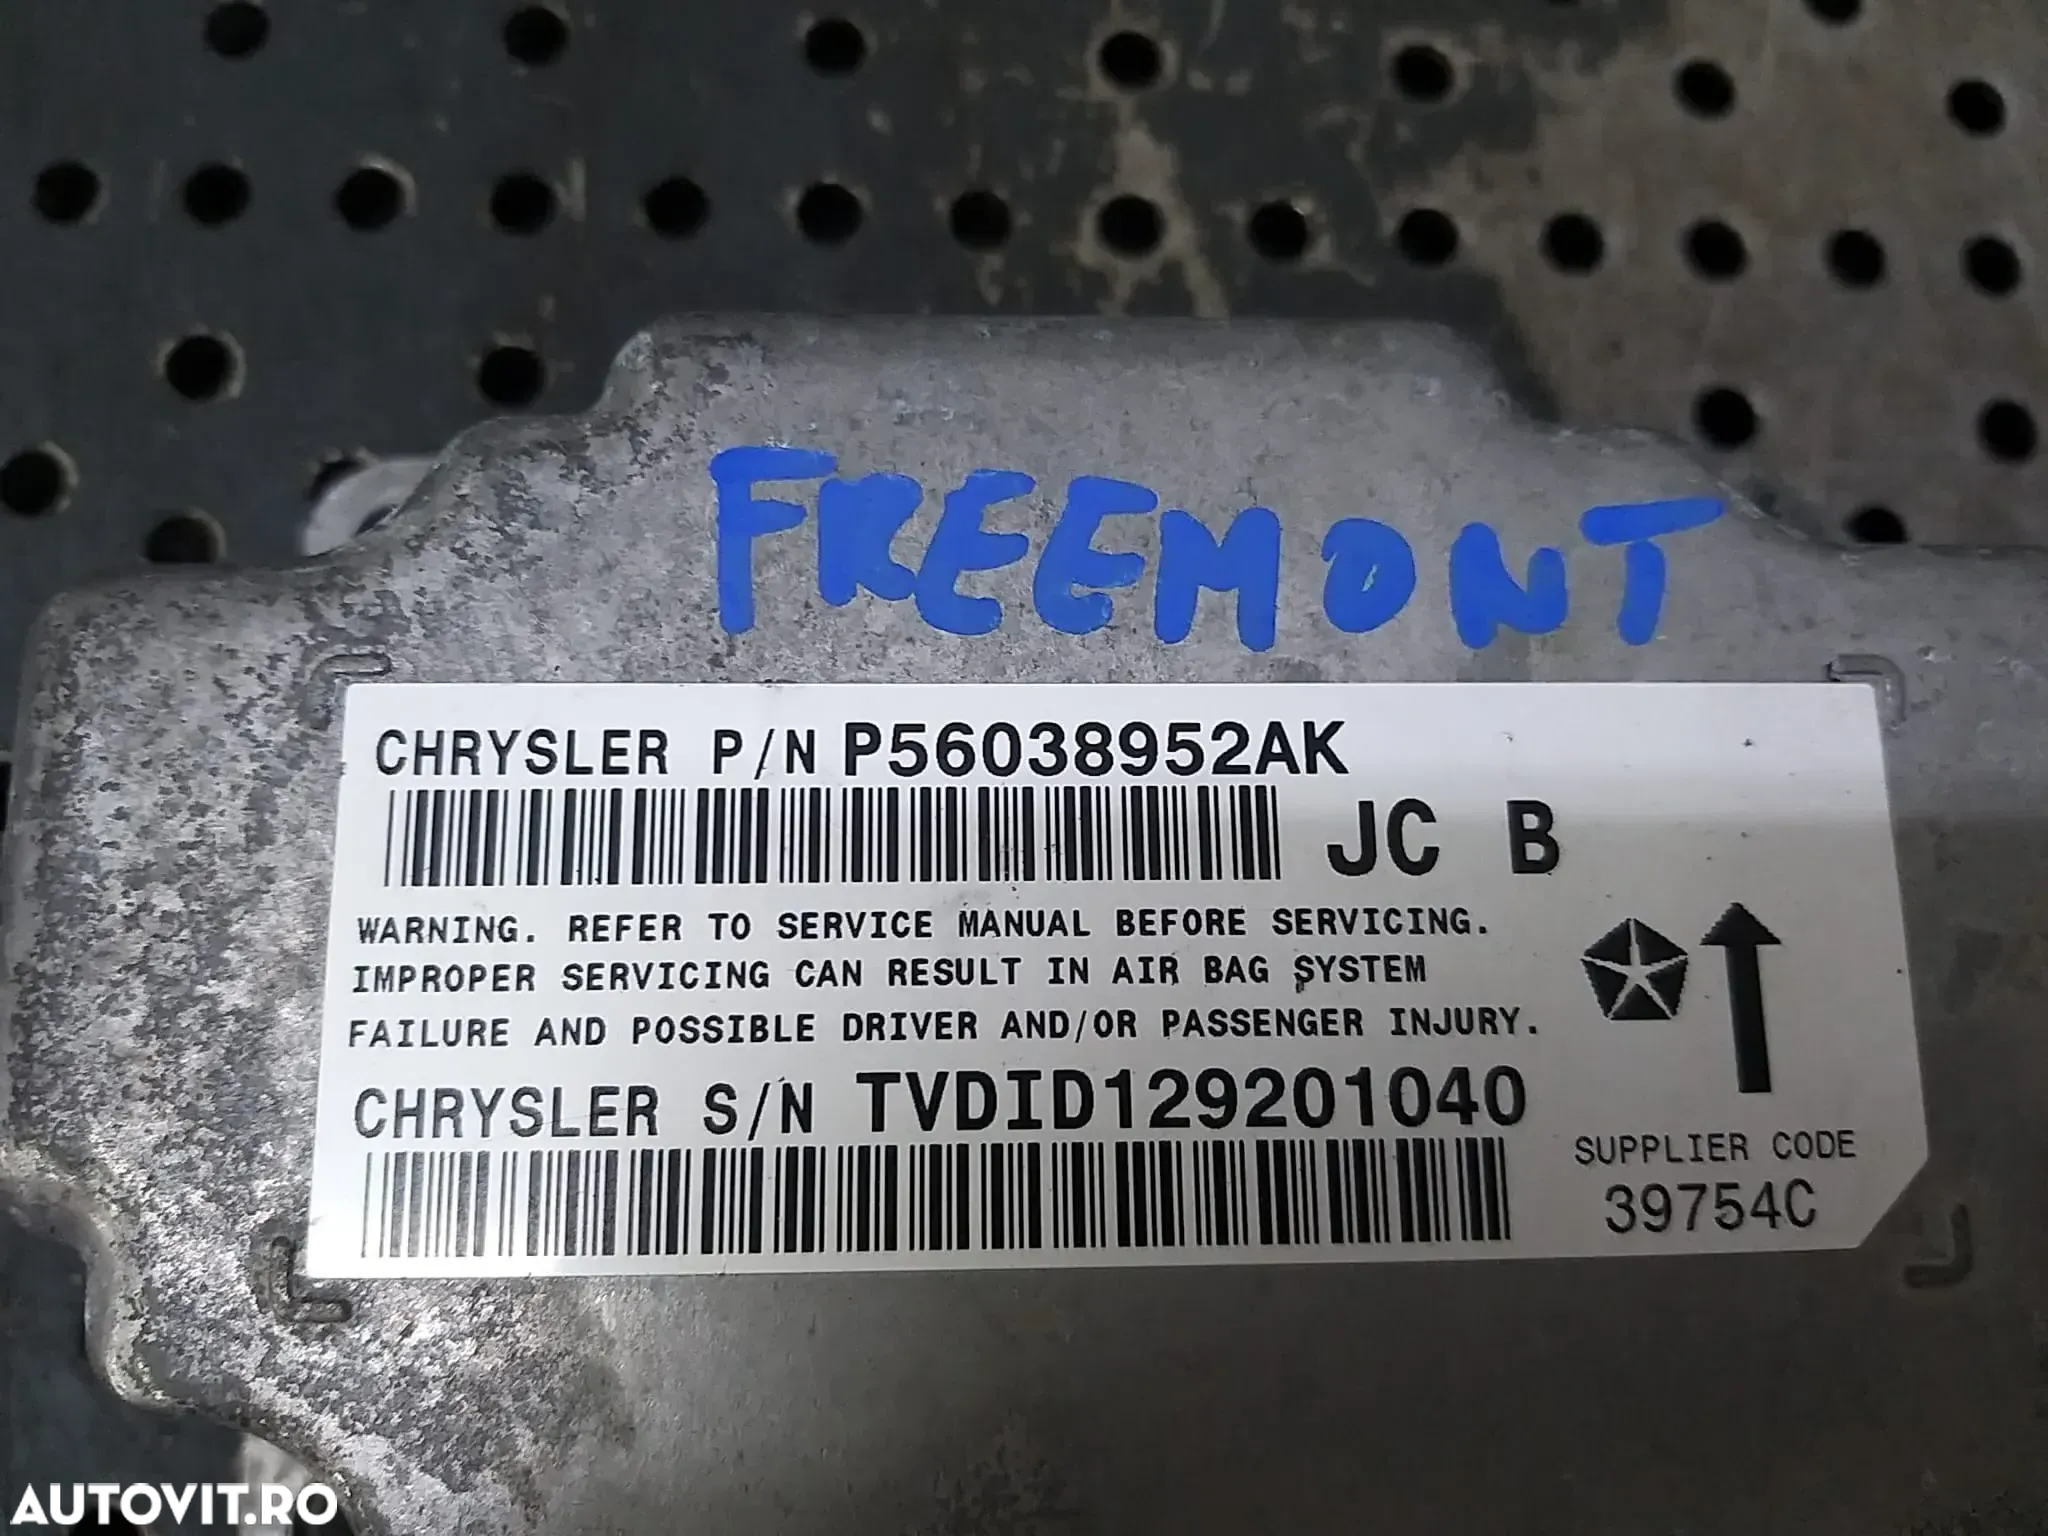 FREEMONT
CHRYSLER P/N P56038952AK
JC B
WARNING. REFER TO SERVICE MANUAL BEFORE SERVICING.
IMPROPER SERVICING CAN RESULT IN AIR BAG SYSTEM
FAILURE AND POSSIBLE DRIVER AND/OR PASSENGER INJURY.
CHRYSLER S/N TVDID129201040
SUPPLIER CODE
39754C
AUTOVIT.RO